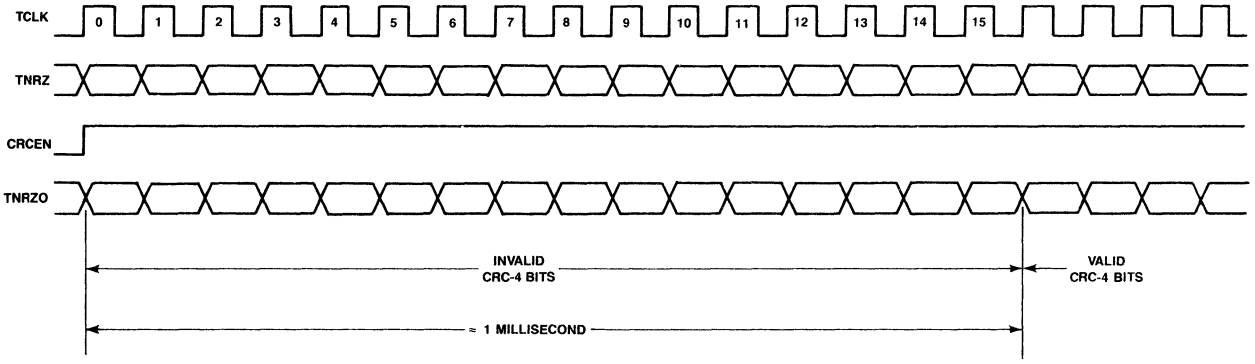 TCLK 0 1 2 3 4 5 6 7 8 9 10 11 12 13 14 15
TNRZ
CRCEN
TNRZO
INVALID
CRC-4 BITS
VALID
CRC-4 BITS
≈ 1 MILLISECOND